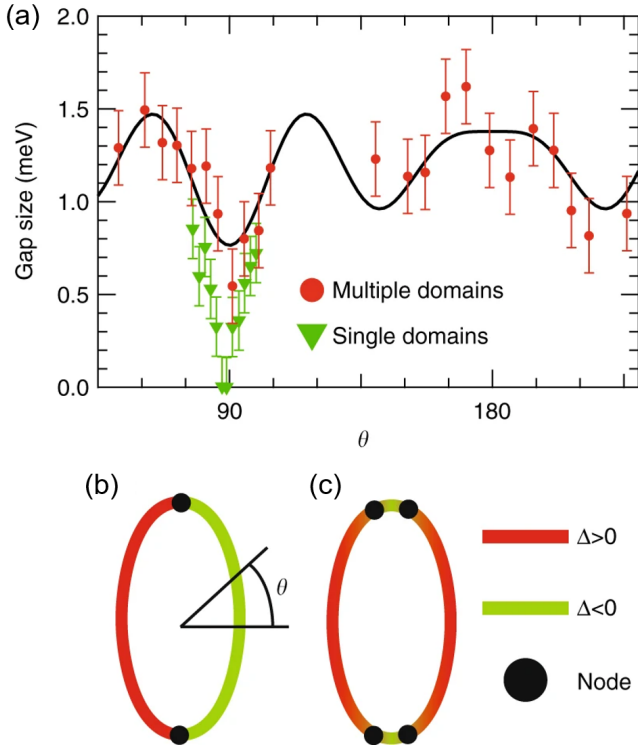 (a)
2.0
1.5
1.0
0.5
0.0
Gap size (meV)
Multiple domains
Single domains
90
180
θ
(b)
(c)
θ
Δ>0
Δ<0
Node